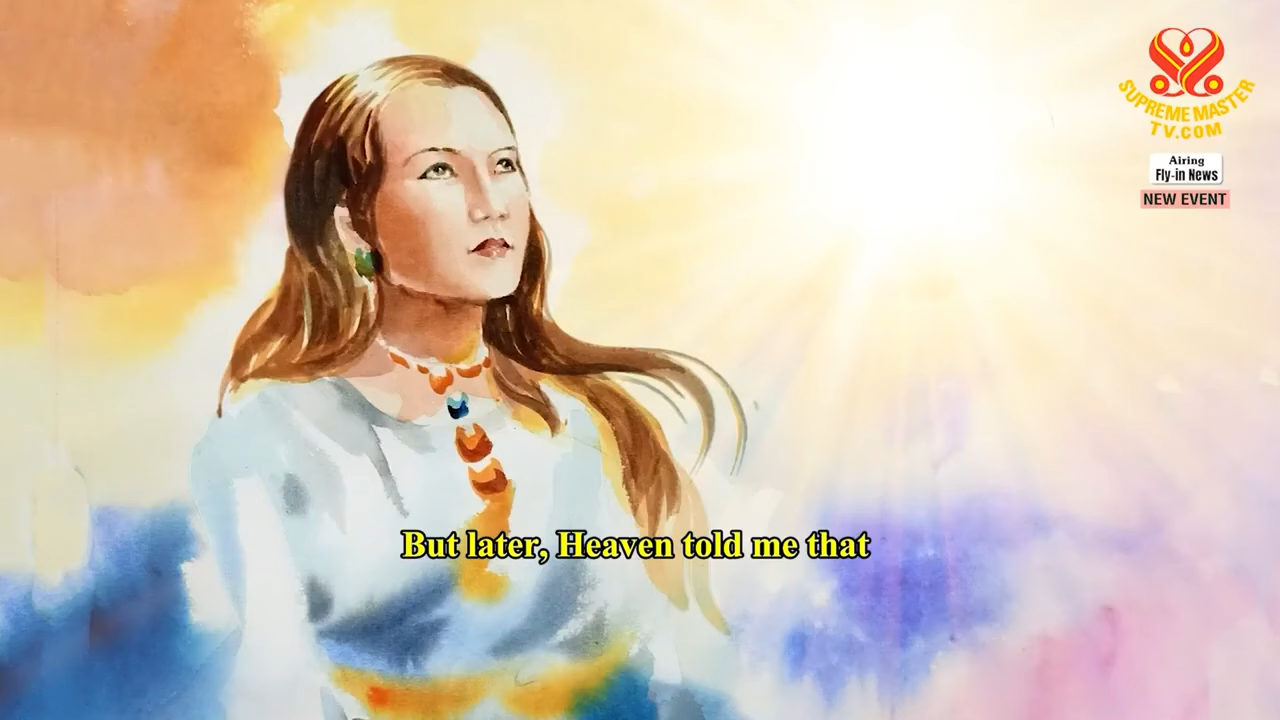 SUPREME MASTER
TV.COM
Airing
Fly-in News
NEW EVENT
But later, Heaven told me that